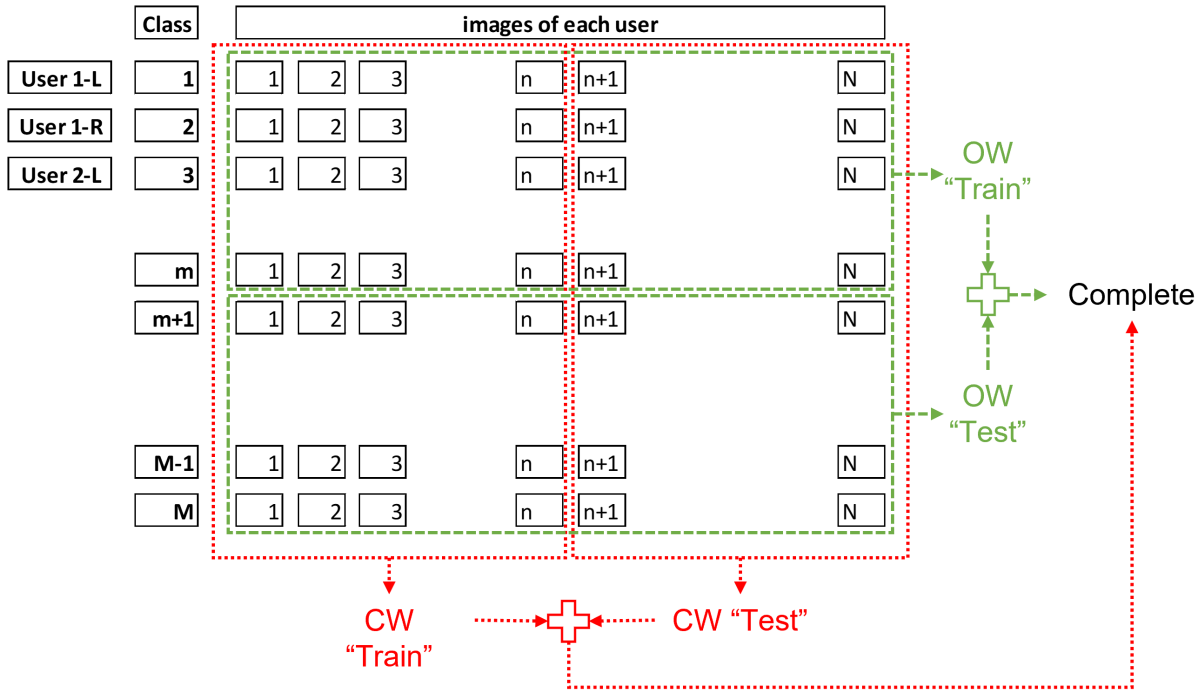 Class images of each user
User 1-L 1 1 2 3 n n+1 N
User 1-R 2 1 2 3 n n+1 N
User 2-L 3 1 2 3 n n+1 N
OW
“Train”
m 1 2 3 n n+1 N
m+1 1 2 3 n n+1 N
Complete
OW
“Test”
M-1 1 2 3 n n+1 N
M 1 2 3 n n+1 N
CW
“Train”
CW “Test”